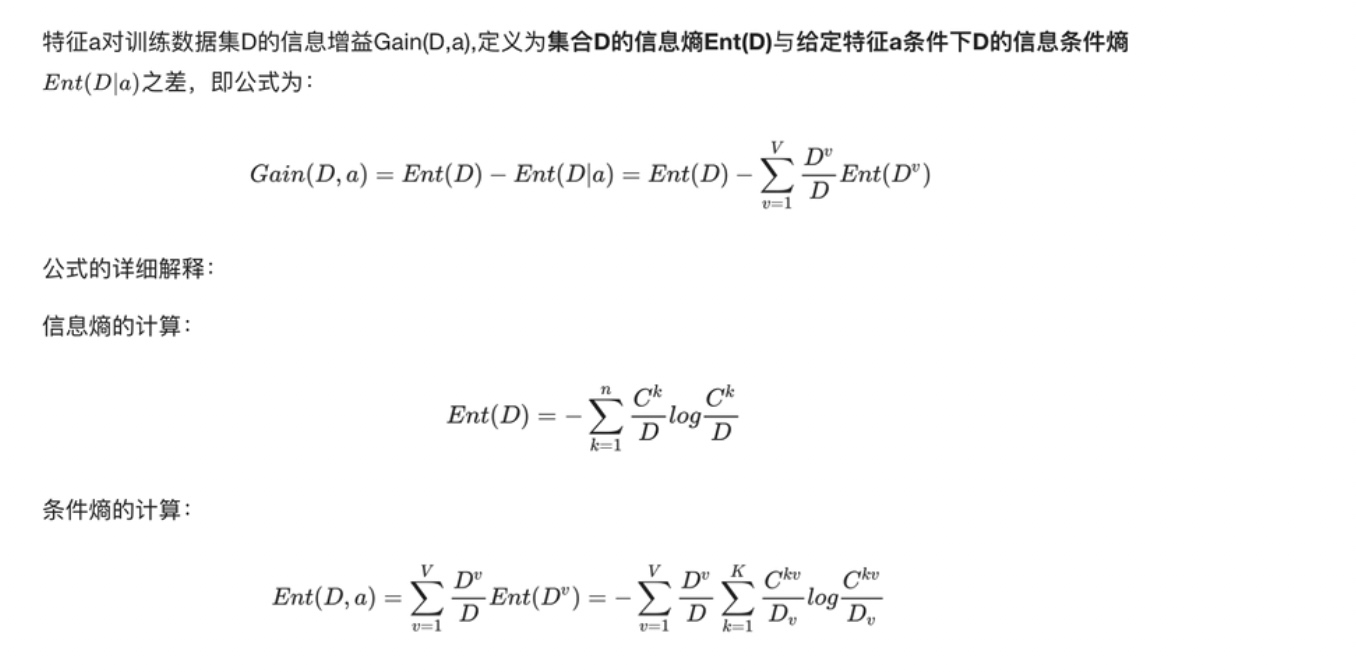 特征a对训练数据集D的信息增益Gain(D,a),定义为集合D的信息熵Ent(D)与给定特征a条件下D的信息条件熵
Ent(D|a)之差，即公式为：
Gain(D, a) = Ent(D) − Ent(D|a) = Ent(D) − \sum_{v=1}^{V} \frac{D^v}{D} Ent(D^v)
公式的详细解释：
信息熵的计算：
Ent(D) = − \sum_{k=1}^{n} \frac{C^k}{D} log \frac{C^k}{D}
条件熵的计算：
Ent(D, a) = \sum_{v=1}^{V} \frac{D^v}{D} Ent(D^v) = − \sum_{v=1}^{V} \frac{D^v}{D} \sum_{k=1}^{K} \frac{C^{kv}}{D_v} log \frac{C^{kv}}{D_v}